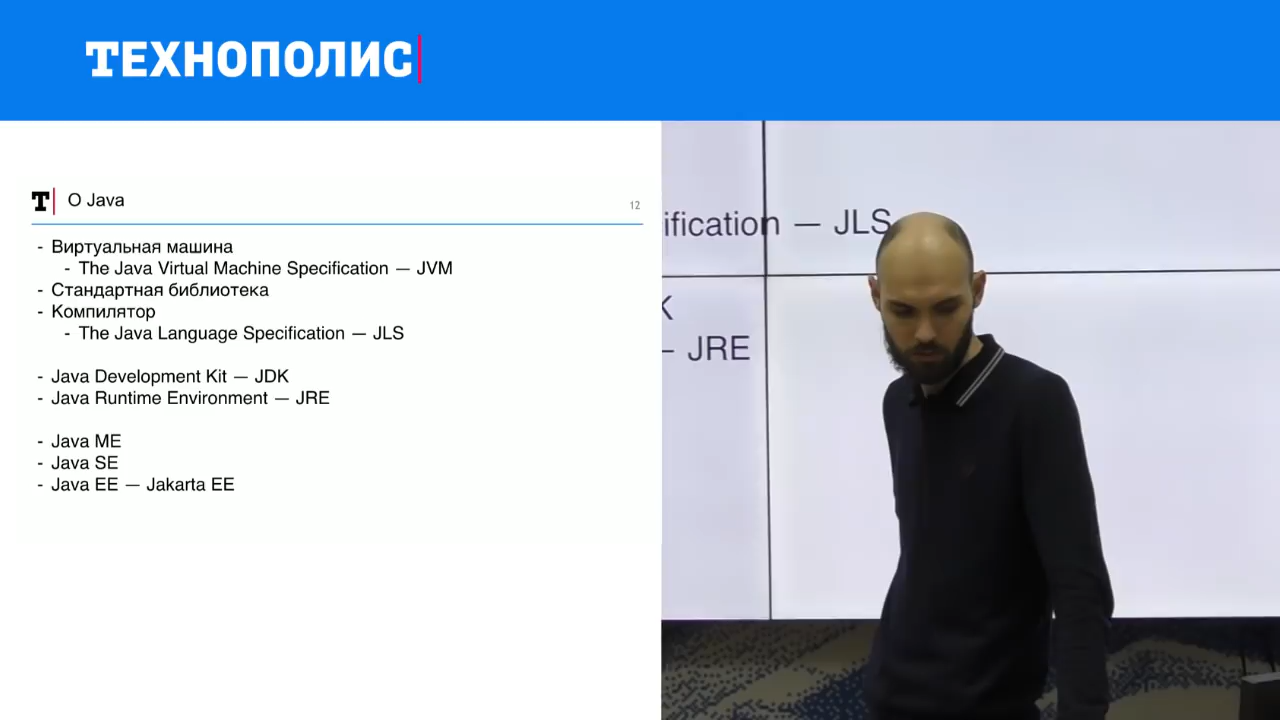 ТЕХНОПОЛИС
T О Java
12
- Виртуальная машина
- The Java Virtual Machine Specification — JVM
- Стандартная библиотека
- Компилятор
- The Java Language Specification — JLS
- Java Development Kit — JDK
- Java Runtime Environment — JRE
- Java ME
- Java SE
- Java EE — Jakarta EE
ification — JLS
K
– JRE